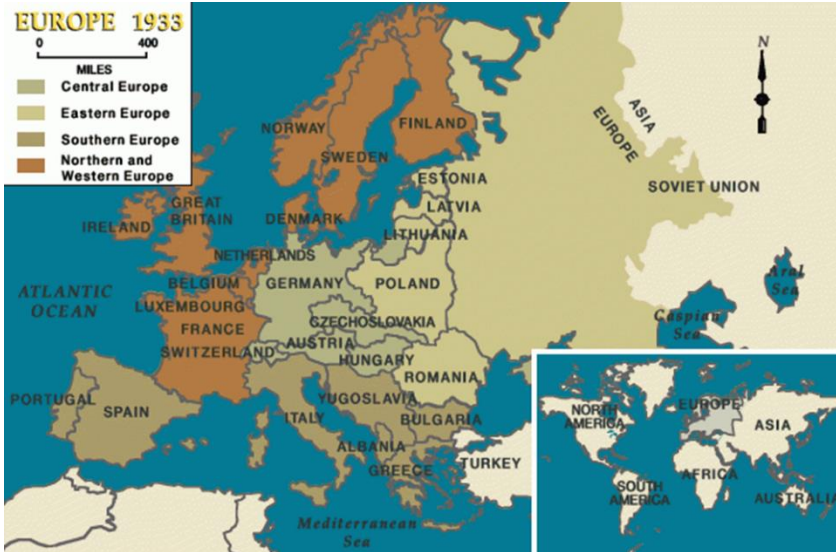 EUROPE 1933
0 400
MILES
Central Europe
Eastern Europe
Southern Europe
Northern and
Western Europe
N
ASIA
EUROPE
SOVIET UNION
NORWAY
SWEDEN
FINLAND
ESTONIA
LATVIA
LITHUANIA
GREAT
BRITAIN
IRELAND
DENMARK
NETHERLANDS
BELGIUM
GERMANY
POLAND
ATLANTIC
OCEAN
LUXEMBOURG
FRANCE
CZECHOSLOVAKIA
SWITZERLAND
AUSTRIA
HUNGARY
ROMANIA
Aral
Sea
Caspian
Sea
PORTUGAL
SPAIN
ITALY
YUGOSLAVIA
BULGARIA
ALBANIA
GREECE
TURKEY
Mediterranean
Sea
NORTH
AMERICA
EUROPE
ASIA
AFRICA
SOUTH
AMERICA
AUSTRALIA